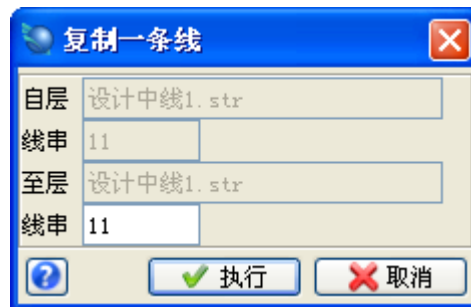 复制一条线
自层 设计中线1.str
线串 11
至层 设计中线1.str
线串 11
执行 取消